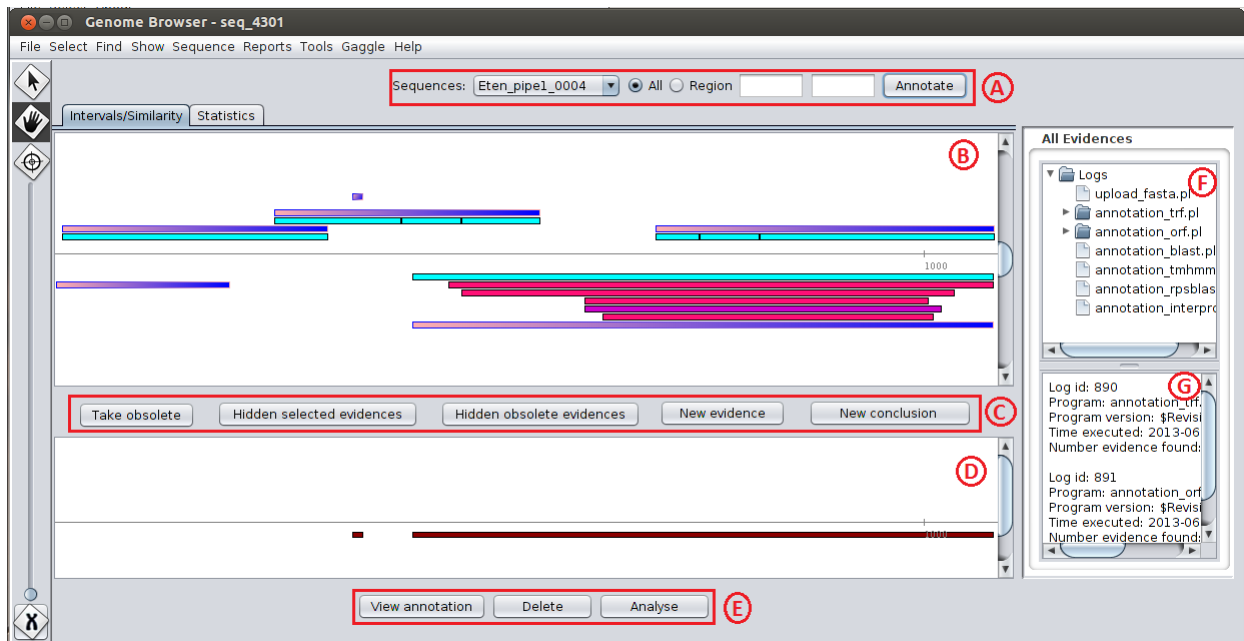 Genome Browser - seq_4301
File Select Find Show Sequence Reports Tools Gaggle Help
Sequences: Eten_pipe1_0004 All Region Annotate A
Intervals/Similarity Statistics
B
1000
Take obsolete Hidden selected evidences Hidden obsolete evidences New evidence New conclusion C
D
1000
View annotation Delete Analyse E
All Evidences
Logs F
upload_fasta.pl
annotation_trf.pl
annotation_orf.pl
annotation_blast.pl
annotation_tmhmm
annotation_rpsblas
annotation_interpro
G
Log id: 890
Program: annotation_trf.
Program version: $Revisi
Time executed: 2013-06
Number evidence found:
Log id: 891
Program: annotation_orf
Program version: $Revisi
Time executed: 2013-06
Number evidence found:
X